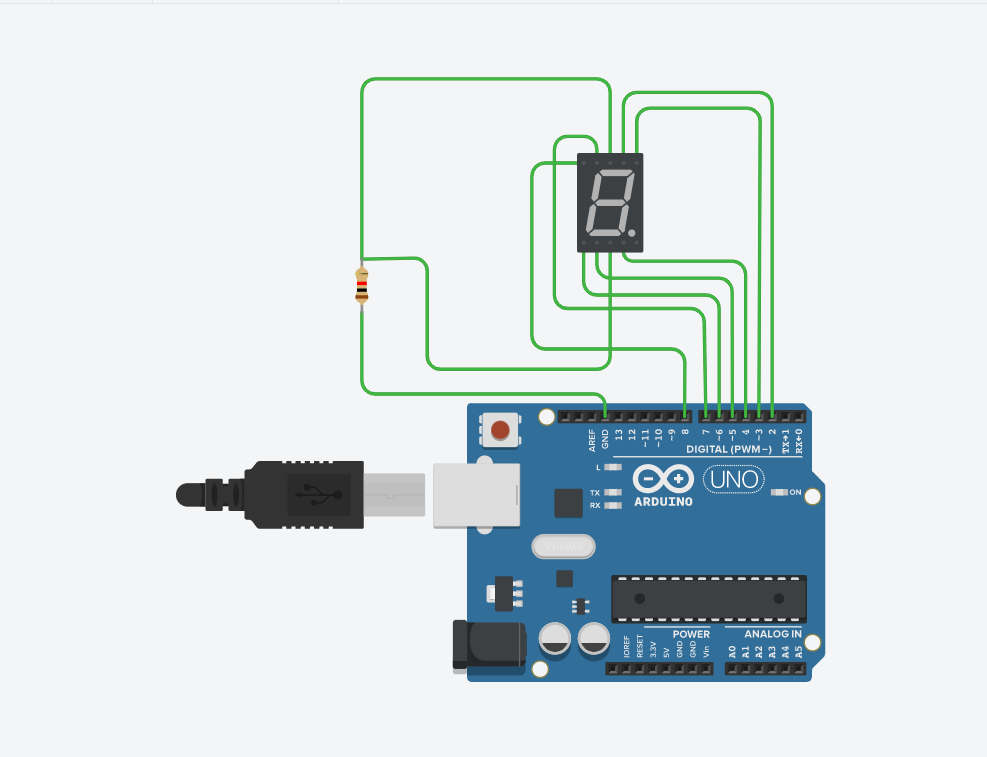 AREF
GND
13
12
~11
~10
~9
8
7
~6
~5
4
~3
2
TX→1
RX←0
DIGITAL (PWM~)
L
TX
RX
ARDUINO
UNO
ON
POWER
ANALOG IN
IOREF
RESET
3.3V
5V
GND
GND
Vin
A0
A1
A2
A3
A4
A5